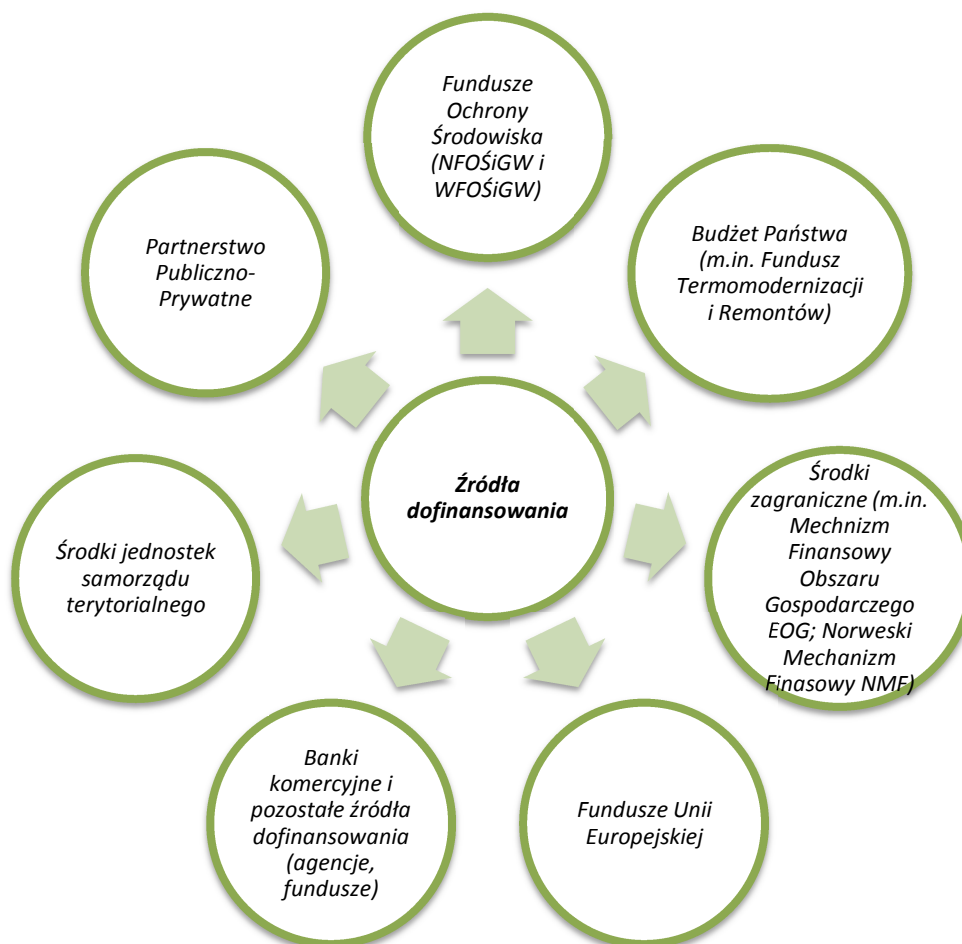 Fundusze
Ochrony
Środowiska
(NFOŚiGW i
WFOŚiGW)
Budżet Państwa
(m.in. Fundusz
Termomodernizacji
i Remontów)
Środki
zagraniczne (m.in.
Mechnizm
Finansowy
Obszaru
Gospodarczego
EOG; Norweski
Mechanizm
Finasowy NMF)
Fundusze Unii
Europejskiej
Banki
komercyjne i
pozostałe źródła
dofinansowania
(agencje,
fundusze)
Środki jednostek
samorządu
terytorialnego
Partnerstwo
Publiczno-
Prywatne
Źródła
dofinansowania